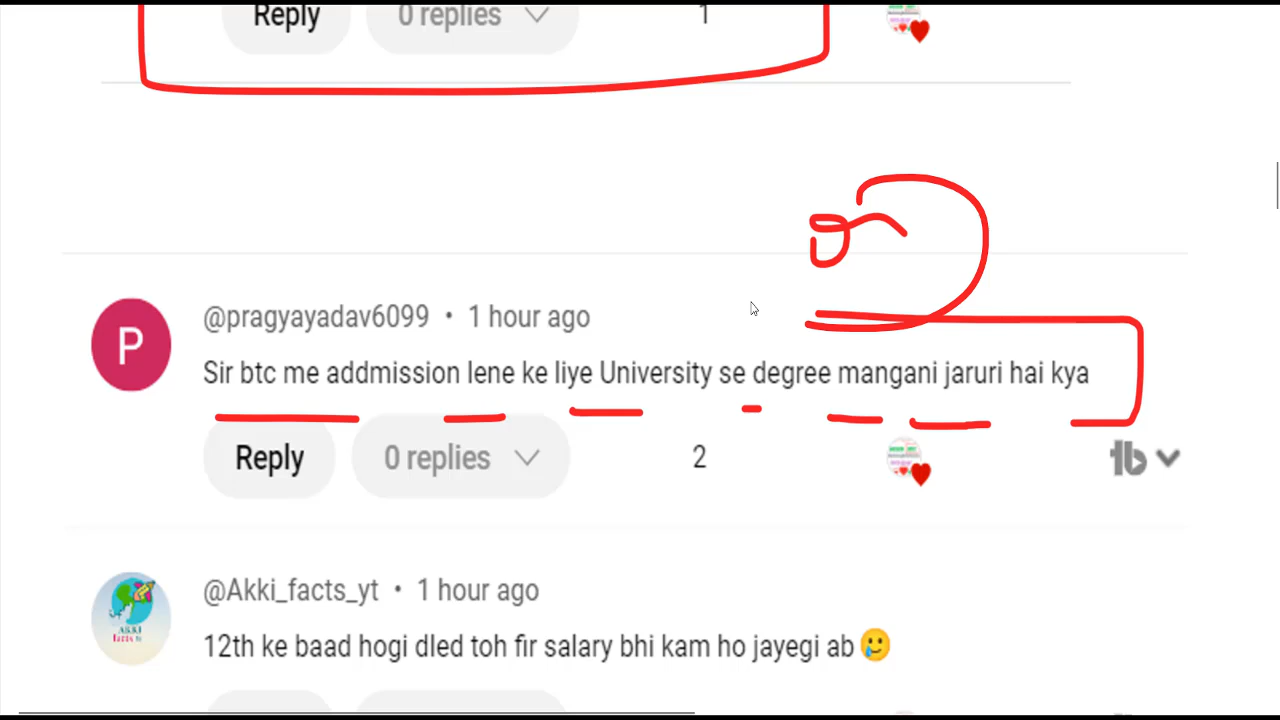 Reply 0 replies 1
@pragyayadav6099 • 1 hour ago
P
Sir btc me addmission lene ke liye University se degree mangani jaruri hai kya
Reply 0 replies 2
@Akki_facts_yt • 1 hour ago
12th ke baad hogi dled toh fir salary bhi kam ho jayegi ab 🥲